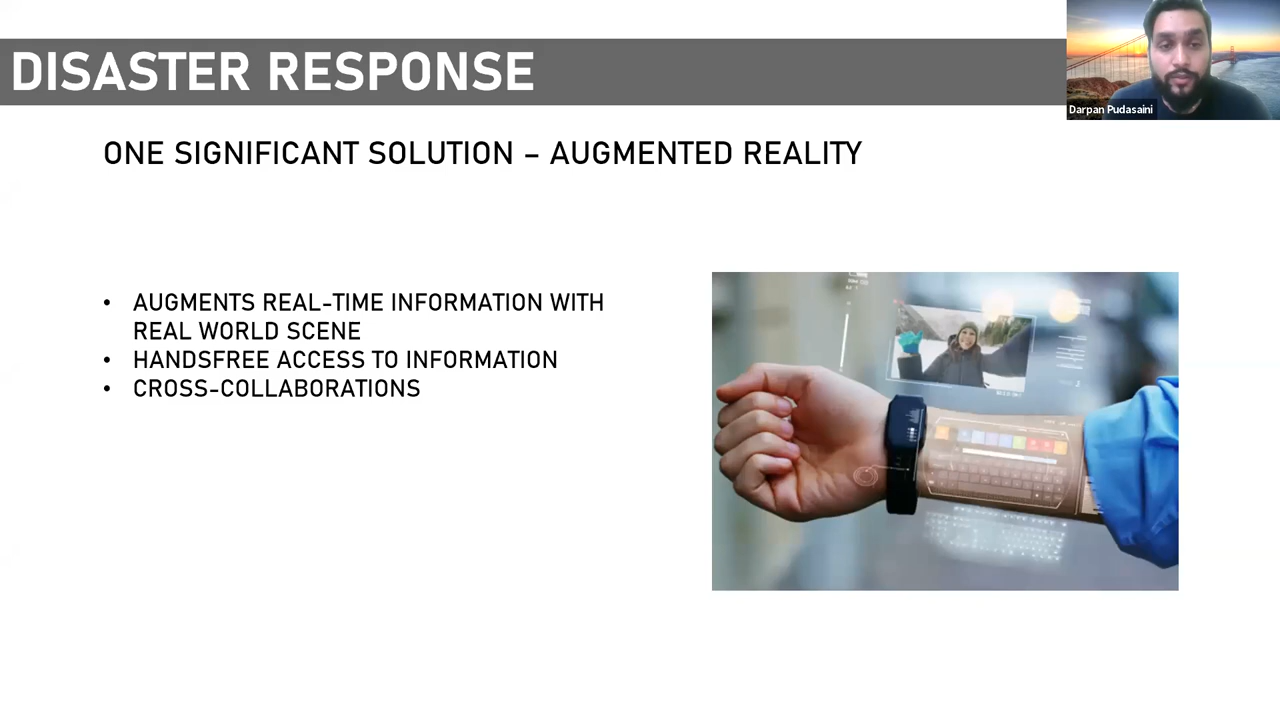 DISASTER RESPONSE
Darpan Pudasaini
ONE SIGNIFICANT SOLUTION – AUGMENTED REALITY
• AUGMENTS REAL-TIME INFORMATION WITH
REAL WORLD SCENE
• HANDSFREE ACCESS TO INFORMATION
• CROSS-COLLABORATIONS